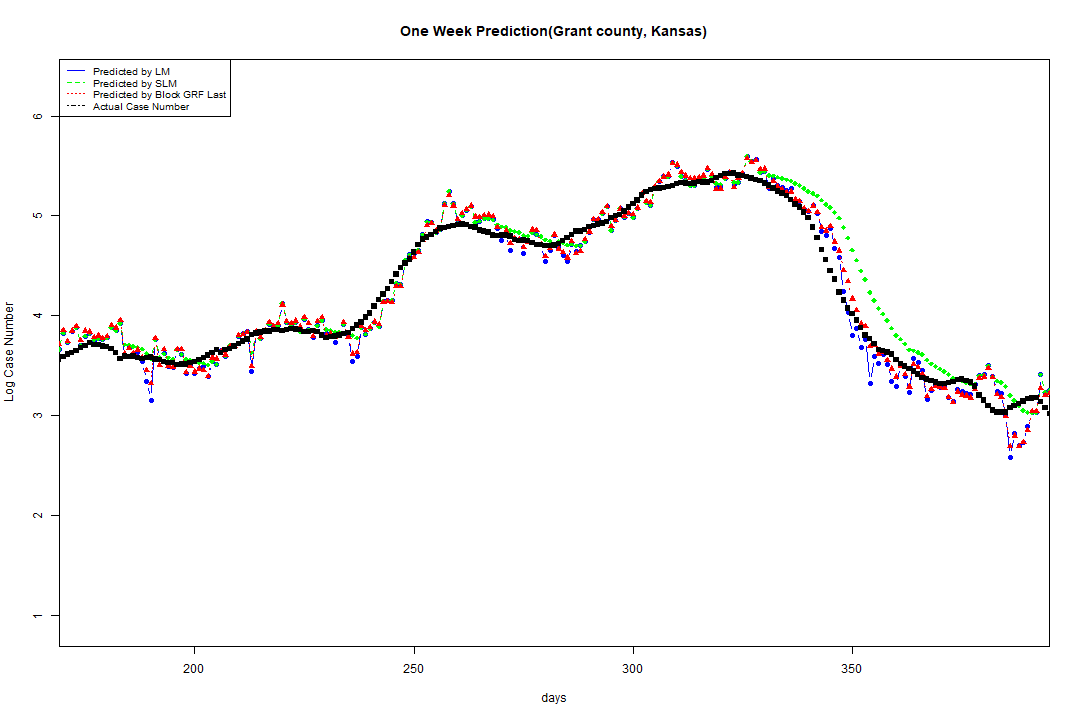 One Week Prediction(Grant county, Kansas)
Predicted by LM
Predicted by SLM
Predicted by Block GRF Last
Actual Case Number
6
5
4
3
2
1
Log Case Number
200 250 300 350
days